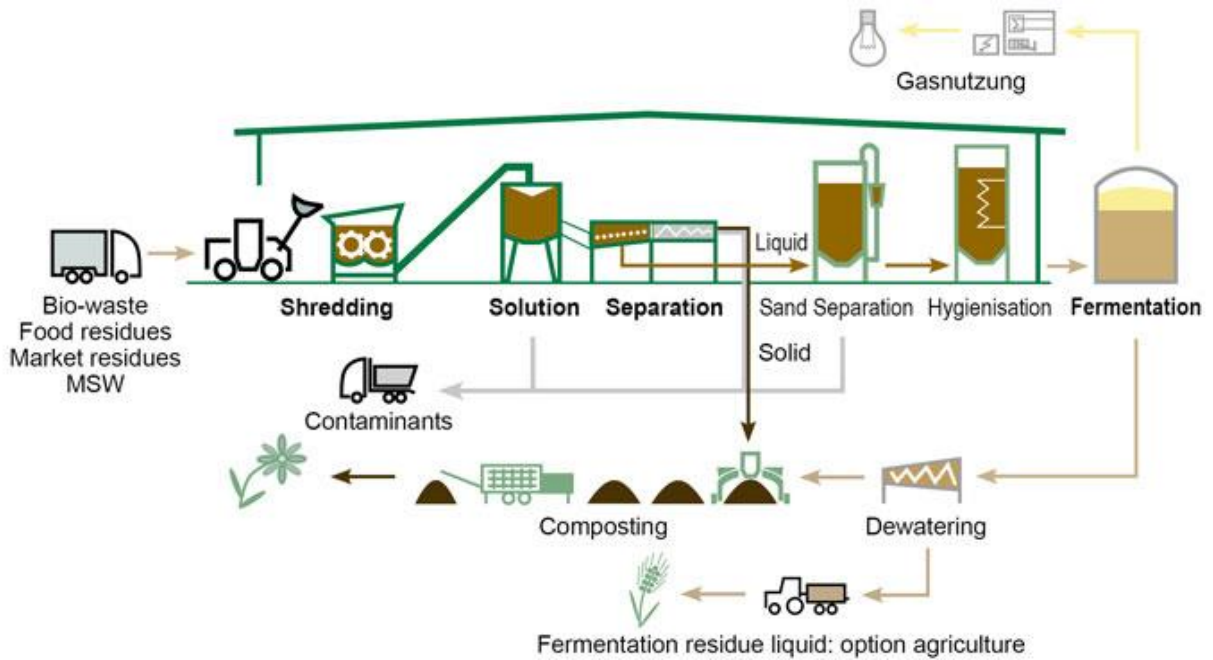 Gasnutzung
Liquid
Bio-waste
Food residues
Market residues
MSW
Shredding
Solution
Separation
Sand Separation
Hygienisation
Fermentation
Solid
Contaminants
Composting
Dewatering
Fermentation residue liquid: option agriculture